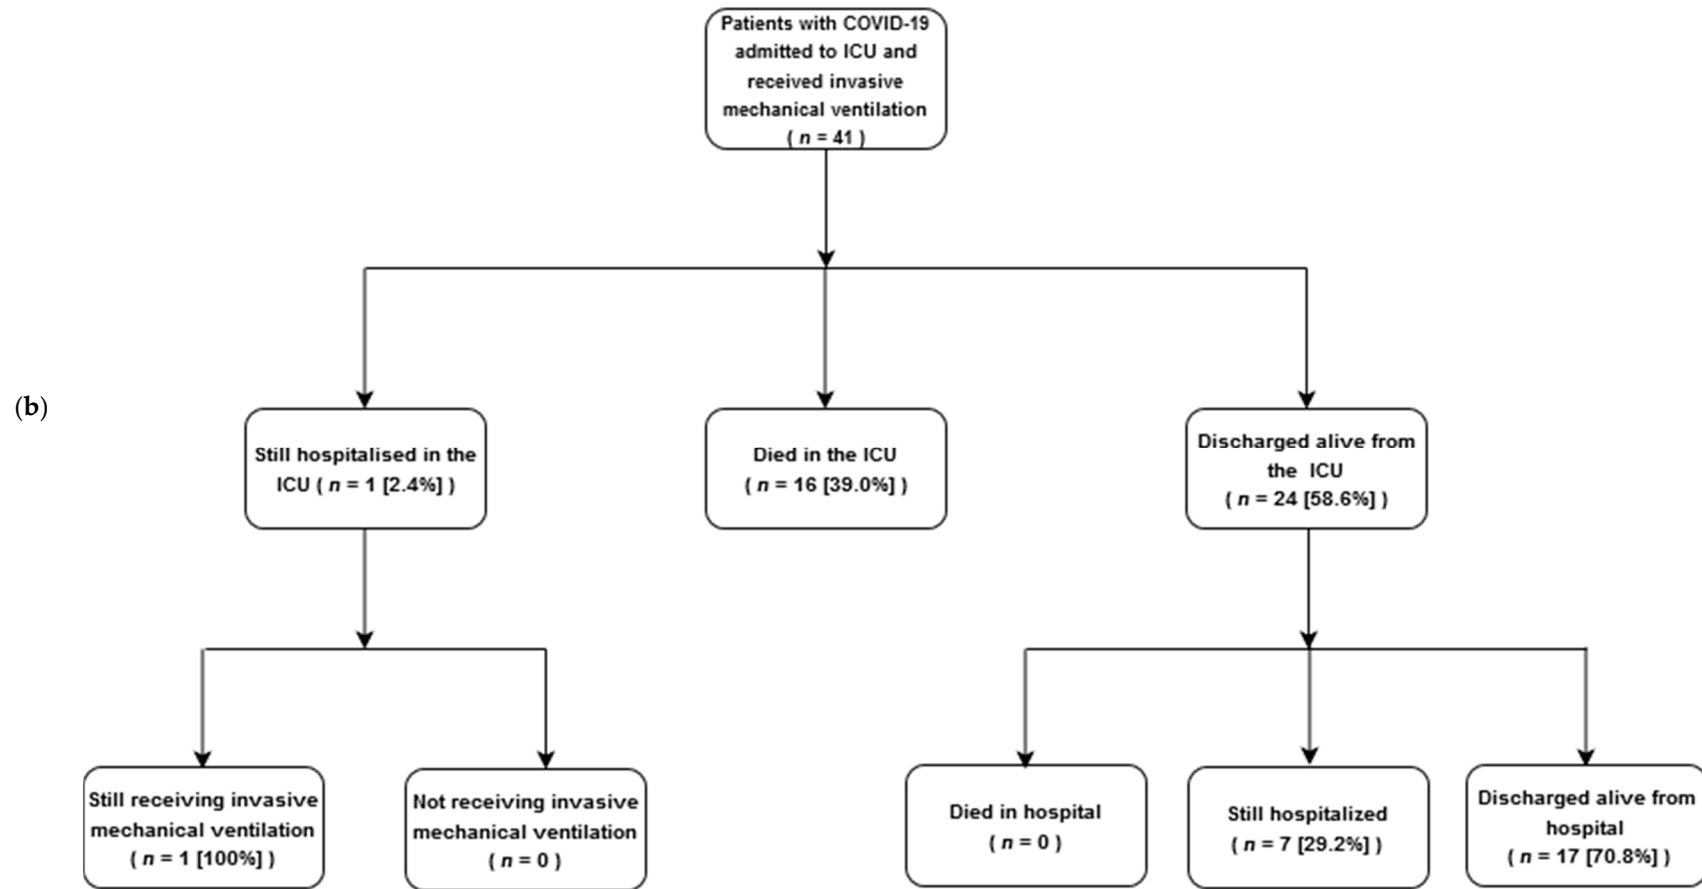 Patients with COVID-19
admitted to ICU and
received invasive
mechanical ventilation
( n = 41 )
(b)
Still hospitalised in the
ICU ( n = 1 [2.4%] )
Died in the ICU
( n = 16 [39.0%] )
Discharged alive from
the ICU
( n = 24 [58.6%] )
Still receiving invasive
mechanical ventilation
( n = 1 [100%] )
Not receiving invasive
mechanical ventilation
( n = 0 )
Died in hospital
( n = 0 )
Still hospitalized
( n = 7 [29.2%] )
Discharged alive from
hospital
( n = 17 [70.8%] )